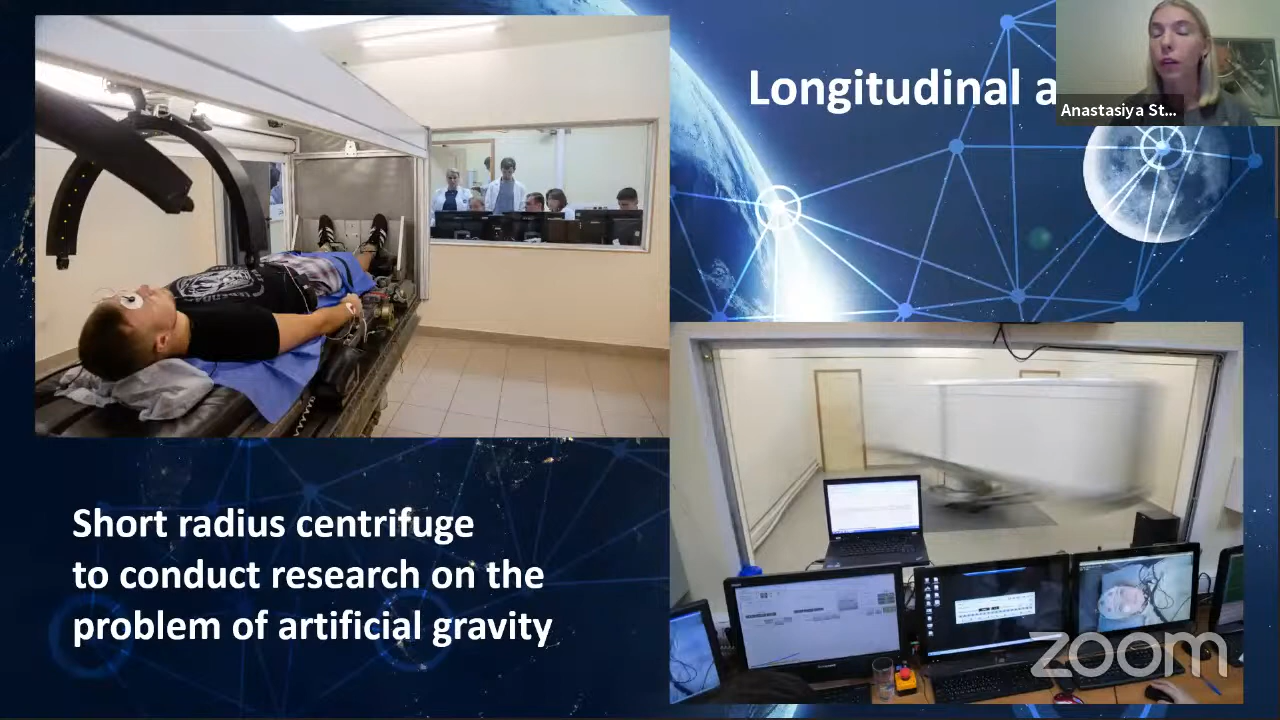 Longitudinal a
Anastasiya St...
Short radius centrifuge
to conduct research on the
problem of artificial gravity
zoom